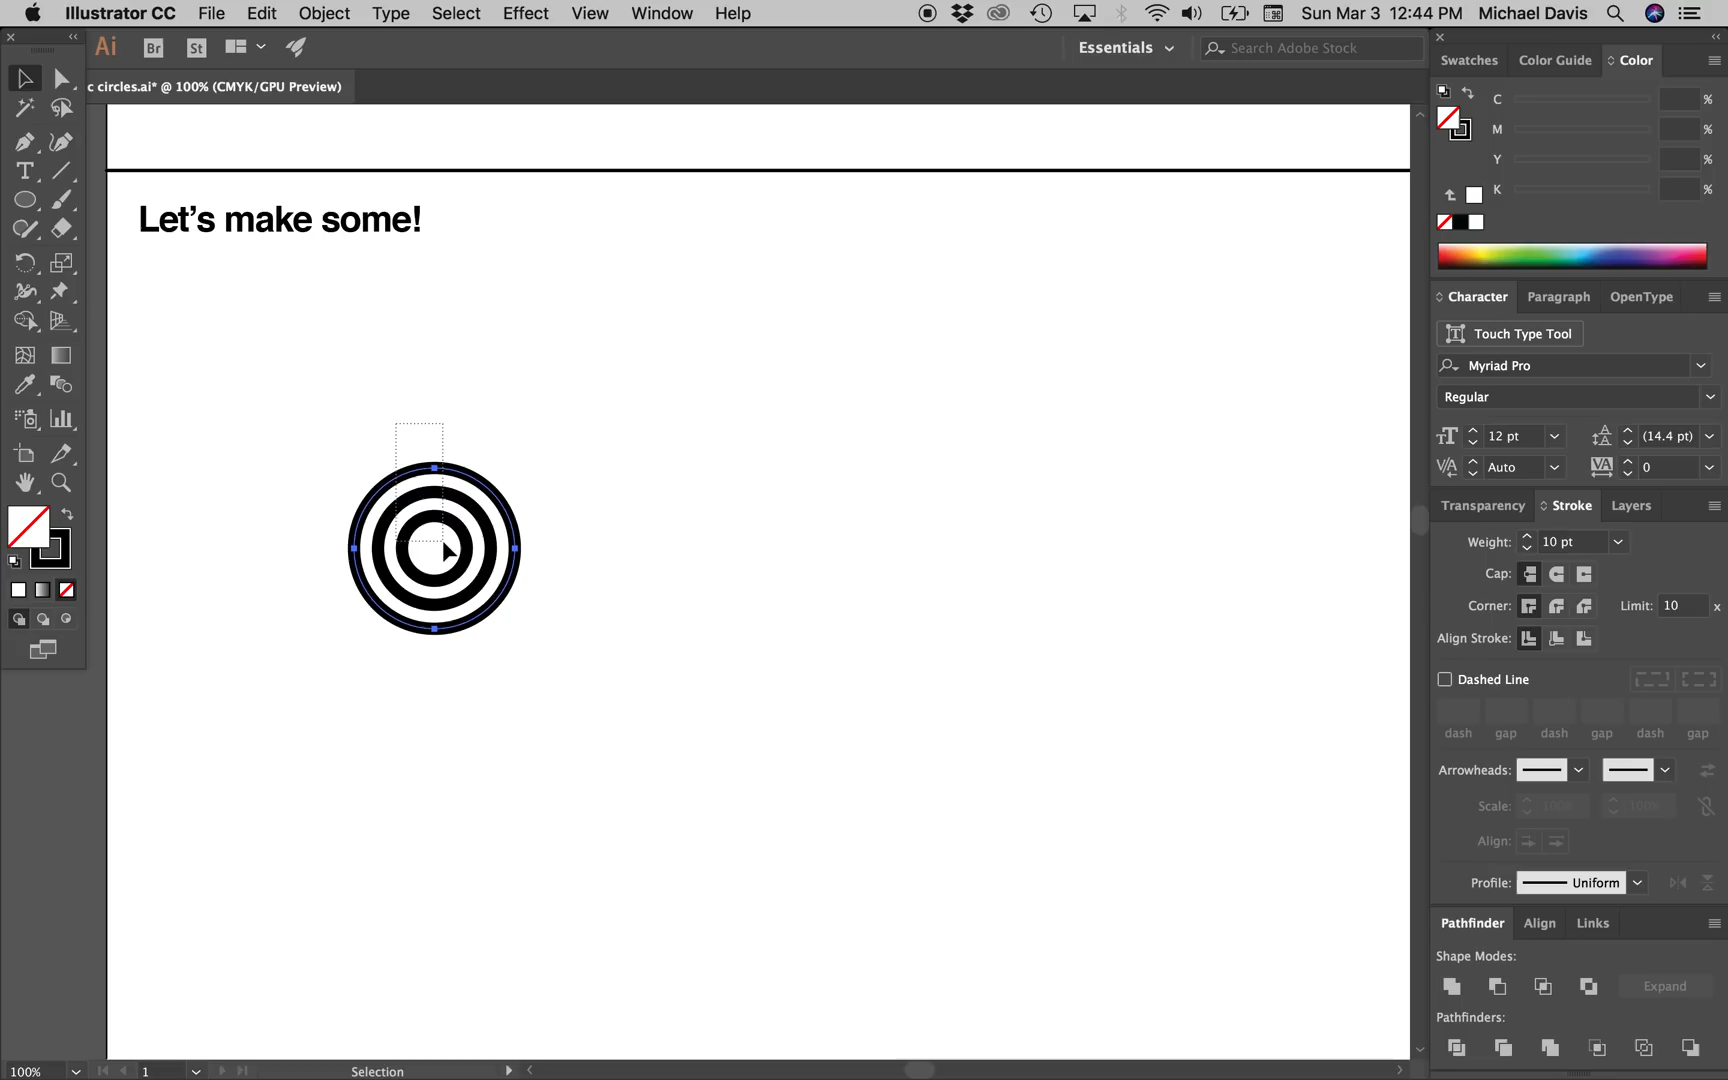 Illustrator CC File Edit Object Type Select Effect View Window Help Sun Mar 3 12:44 PM Michael Davis
Ai Br St Essentials Search Adobe Stock
c circles.ai* @ 100% (CMYK/GPU Preview)
Let’s make some!
Swatches Color Guide Color
C %
M %
Y %
K %
Character Paragraph OpenType
Touch Type Tool
Myriad Pro
Regular
12 pt (14.4 pt)
Auto 0
Transparency Stroke Layers
Weight: 10 pt
Cap:
Corner: Limit: 10 x
Align Stroke:
Dashed Line
dash gap dash gap dash gap
Arrowheads:
Scale: 100% 100%
Align:
Profile: Uniform
Pathfinder Align Links
Shape Modes:
Expand
Pathfinders:
100% 1 Selection